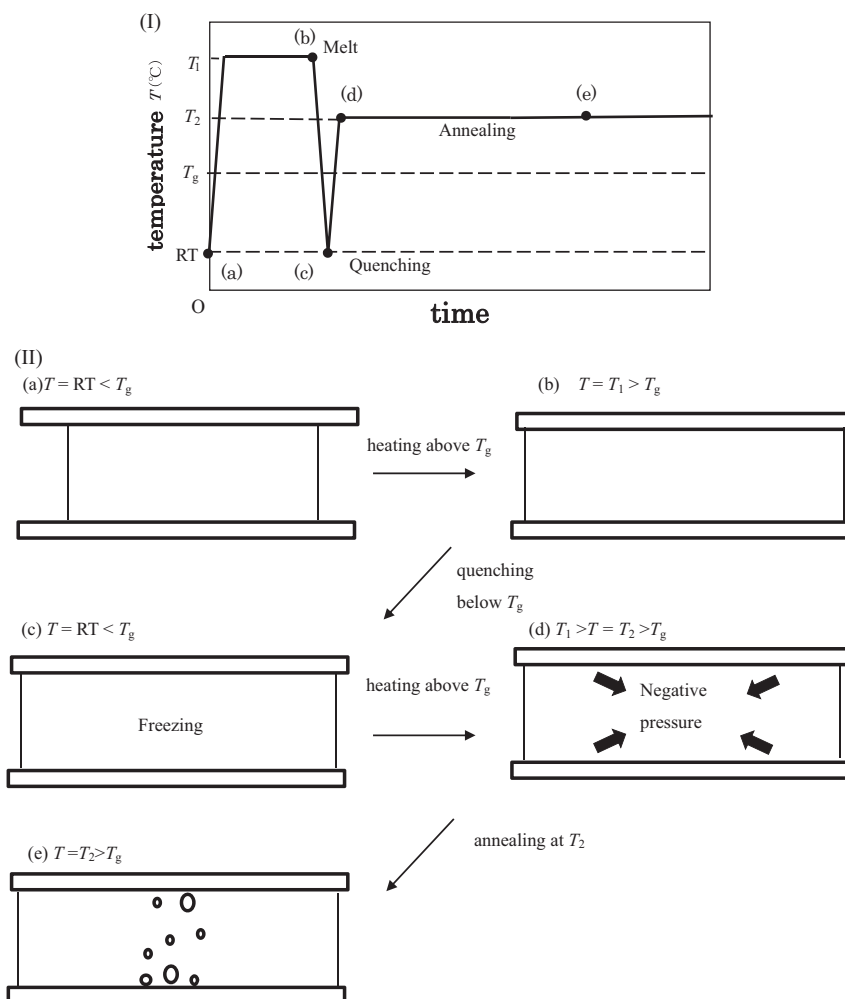 (I)
(b) Melt
T1
(d)
(e)
T2
Annealing
Tg
RT
(a)
(c)
Quenching
O
temperature T (℃)
time
(II)
(a)T = RT < Tg
(b) T = T1 > Tg
heating above Tg
quenching
below Tg
(c) T = RT < Tg
(d) T1 >T = T2 >Tg
heating above Tg
Freezing
Negative
pressure
annealing at T2
(e) T =T2>Tg